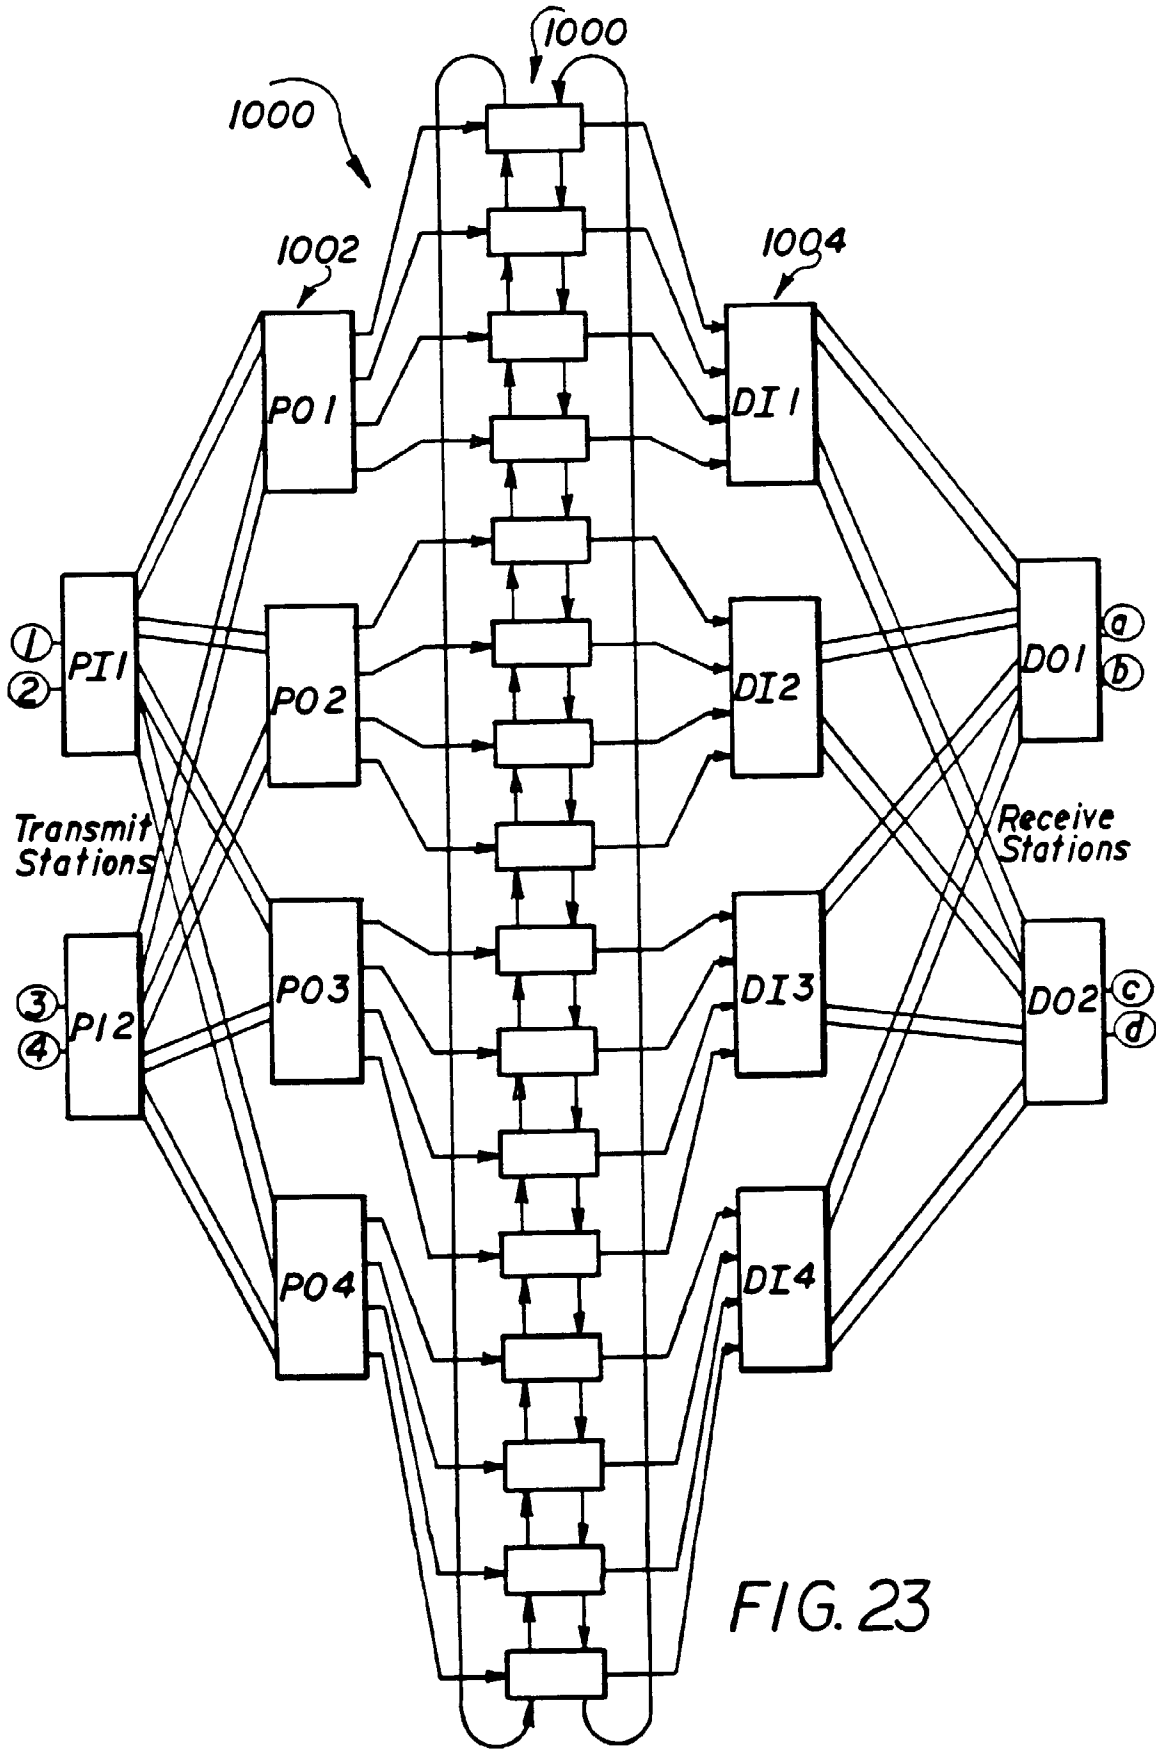 1000
1000
1002
1004
PO1
DI1
PI1
1
2
PO2
DI2
DO1
a
b
Transmit
Stations
Receive
Stations
PI2
3
4
PO3
DI3
DO2
c
d
PO4
DI4
FIG. 23